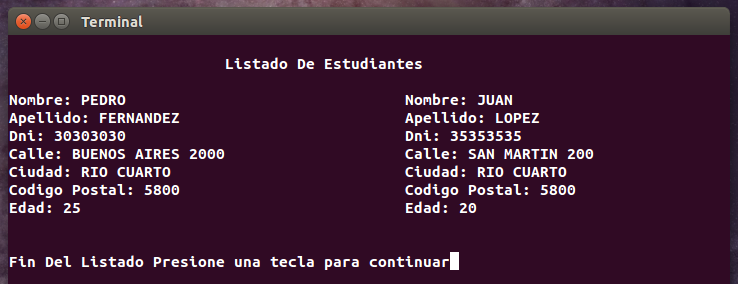 Terminal
Listado De Estudiantes
Nombre: PEDRO Nombre: JUAN
Apellido: FERNANDEZ Apellido: LOPEZ
Dni: 30303030 Dni: 35353535
Calle: BUENOS AIRES 2000 Calle: SAN MARTIN 200
Ciudad: RIO CUARTO Ciudad: RIO CUARTO
Codigo Postal: 5800 Codigo Postal: 5800
Edad: 25 Edad: 20
Fin Del Listado Presione una tecla para continuar